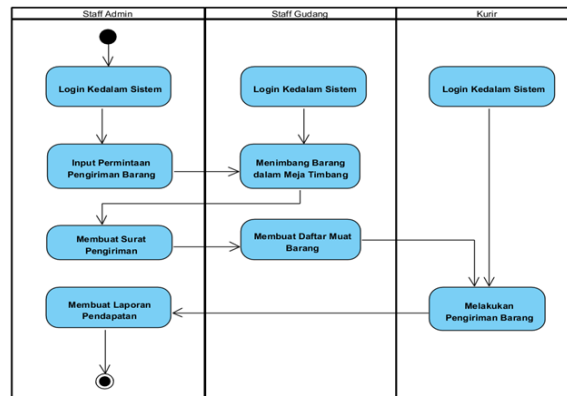 Staff Admin
Staff Gudang
Kurir
Login Kedalam Sistem
Login Kedalam Sistem
Login Kedalam Sistem
Input Permintaan
Pengiriman Barang
Menimbang Barang
dalam Meja Timbang
Membuat Surat
Pengiriman
Membuat Daftar Muat
Barang
Membuat Laporan
Pendapatan
Melakukan
Pengiriman Barang